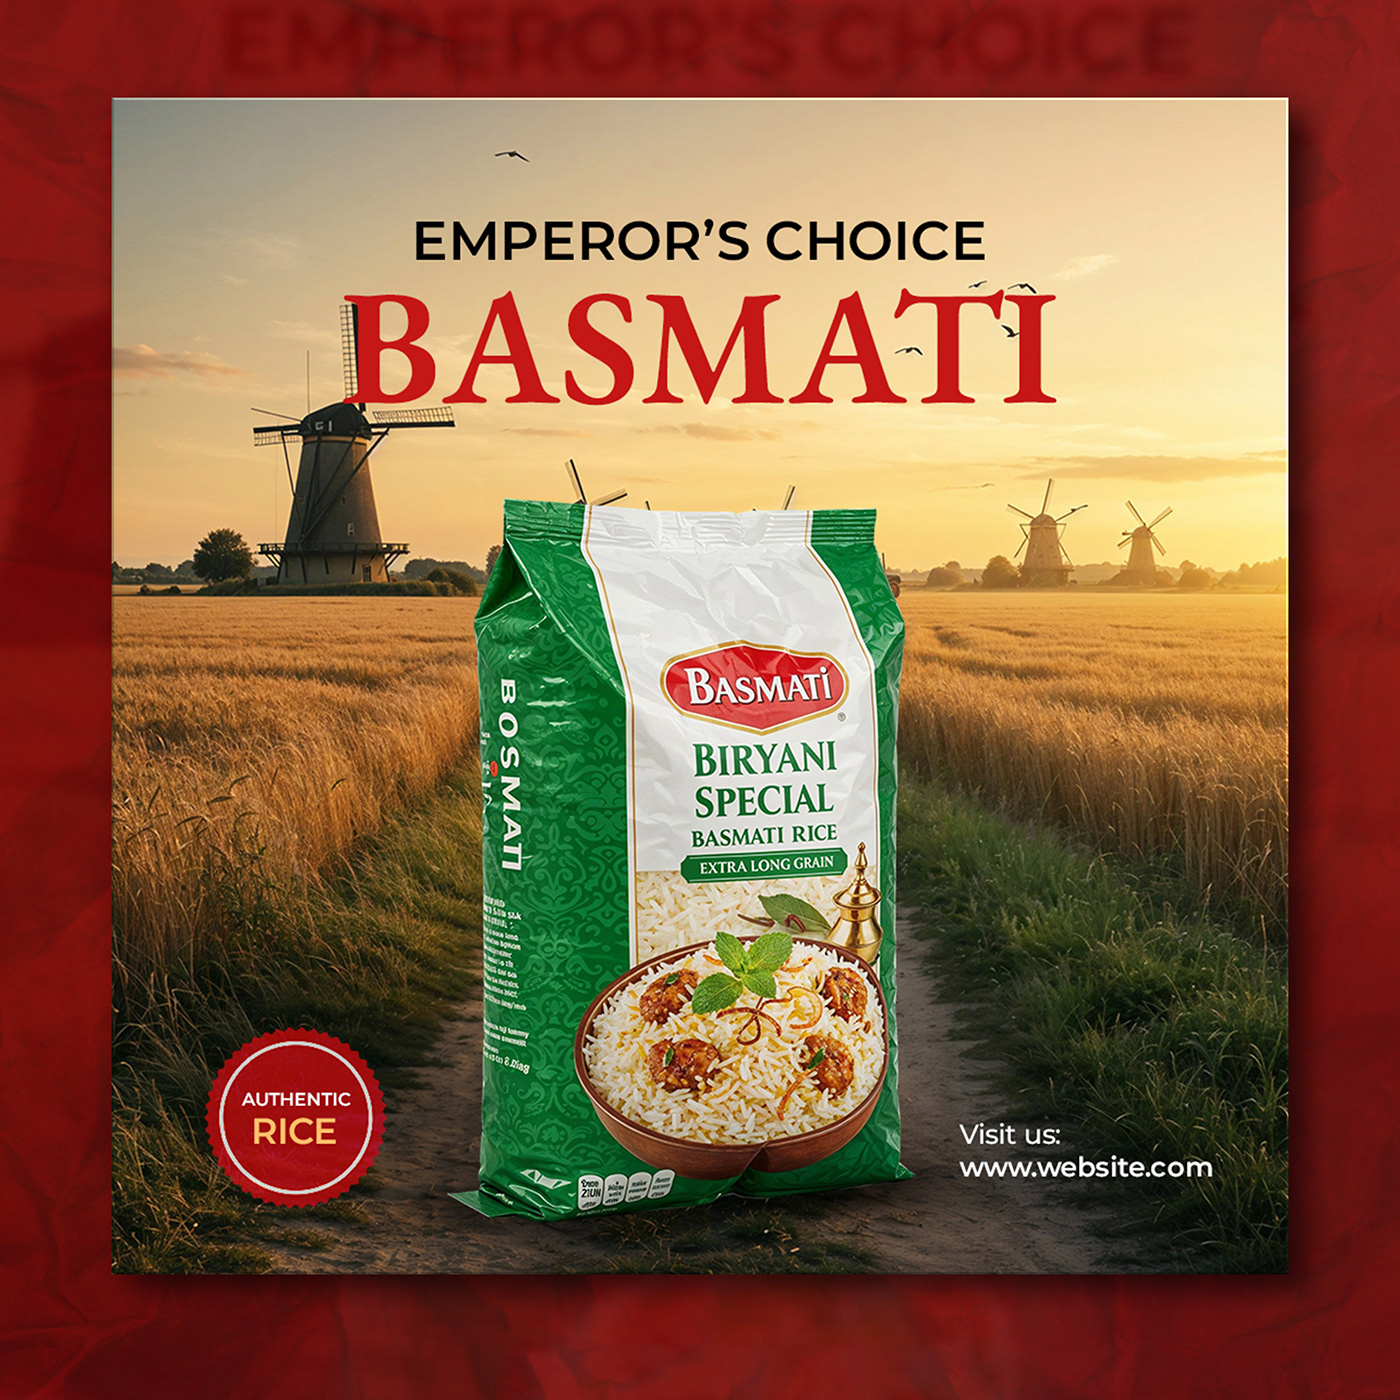 EMPEROR'S CHOICE
EMPEROR’S CHOICE
BASMATI
BASMATi
®
BIRYANI
SPECIAL
BASMATI RICE
EXTRA LONG GRAIN
BOSMATI
AUTHENTIC
RICE
Visit us:
www.website.com